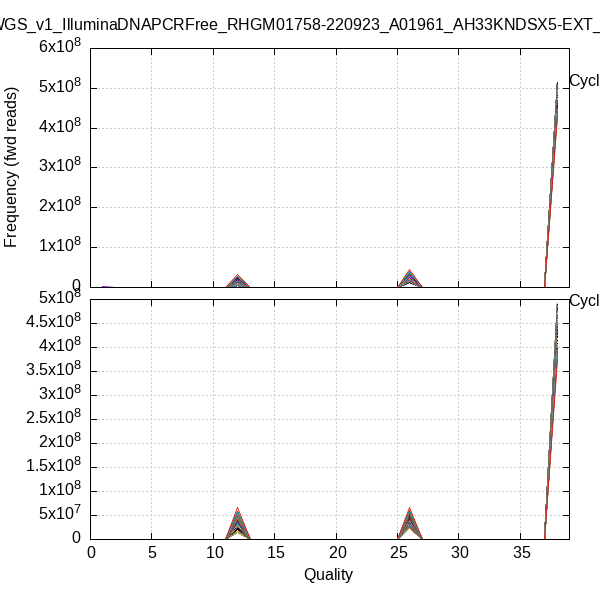 WGS_v1_IlluminaDNAPCRFree_RHGM01758-220923_A01961_AH33KNDSX5-EXT_
6x10^8
Cycl
5x10^8
4x10^8
3x10^8
2x10^8
1x10^8
0
Frequency (fwd reads)
5x10^8
Cycl
4.5x10^8
4x10^8
3.5x10^8
3x10^8
2.5x10^8
2x10^8
1.5x10^8
1x10^8
5x10^7
0
0 5 10 15 20 25 30 35
Quality